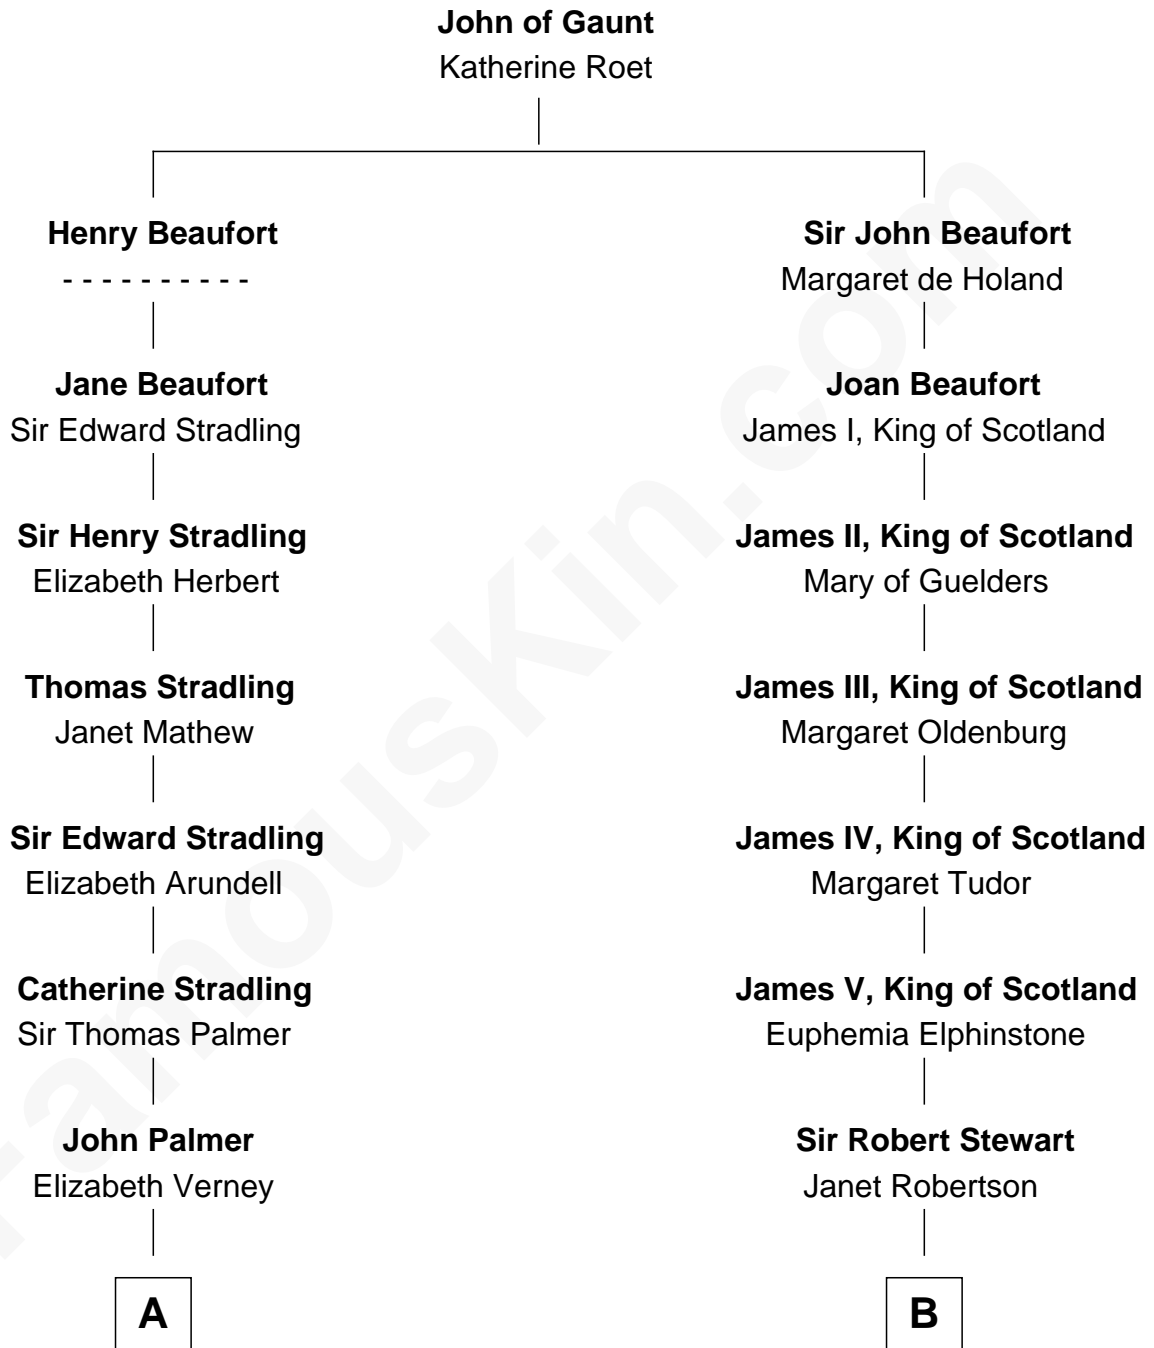 John of Gaunt
Katherine Roet
Henry Beaufort
- - - - - - - - - -
Jane Beaufort
Sir Edward Stradling
Sir Henry Stradling
Elizabeth Herbert
Thomas Stradling
Janet Mathew
Sir Edward Stradling
Elizabeth Arundell
Catherine Stradling
Sir Thomas Palmer
John Palmer
Elizabeth Verney
A
Sir John Beaufort
Margaret de Holand
Joan Beaufort
James I, King of Scotland
James II, King of Scotland
Mary of Guelders
James III, King of Scotland
Margaret Oldenburg
James IV, King of Scotland
Margaret Tudor
James V, King of Scotland
Euphemia Elphinstone
Sir Robert Stewart
Janet Robertson
B
FamousKin.com